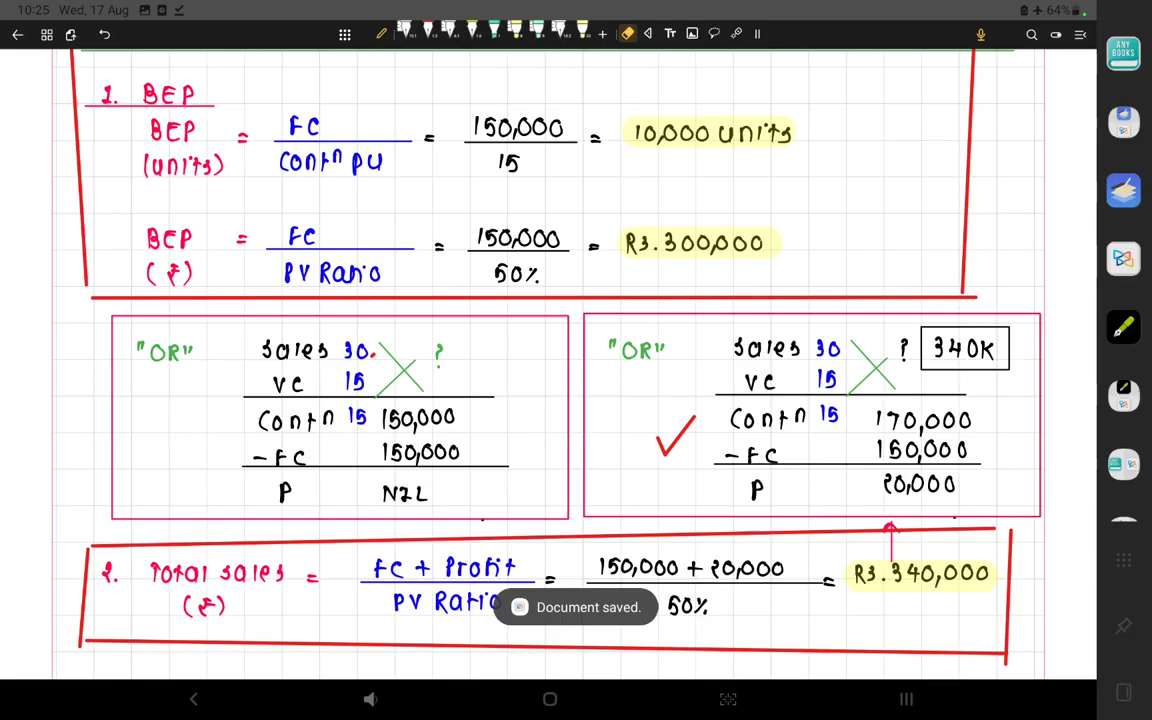 10:25 Wed, 17 Aug
64%
Tт
ANY BOOKS
1. BEP
BEP (units) = FC / Contn PU = 150,000 / 15 = 10,000 units
BEP (₹) = FC / PV Ratio = 150,000 / 50% = Rs.300,000
"OR"
Sales 30 ?
VC 15
Contn 15 150,000
- FC 150,000
P NIL
"OR"
Sales 30 ? 340K
VC 15
Contn 15 170,000
- FC 150,000
P 20,000
2. Total Sales (₹) = FC + Profit / PV Ratio = 150,000 + 20,000 / 50% = Rs.340,000
Document saved.